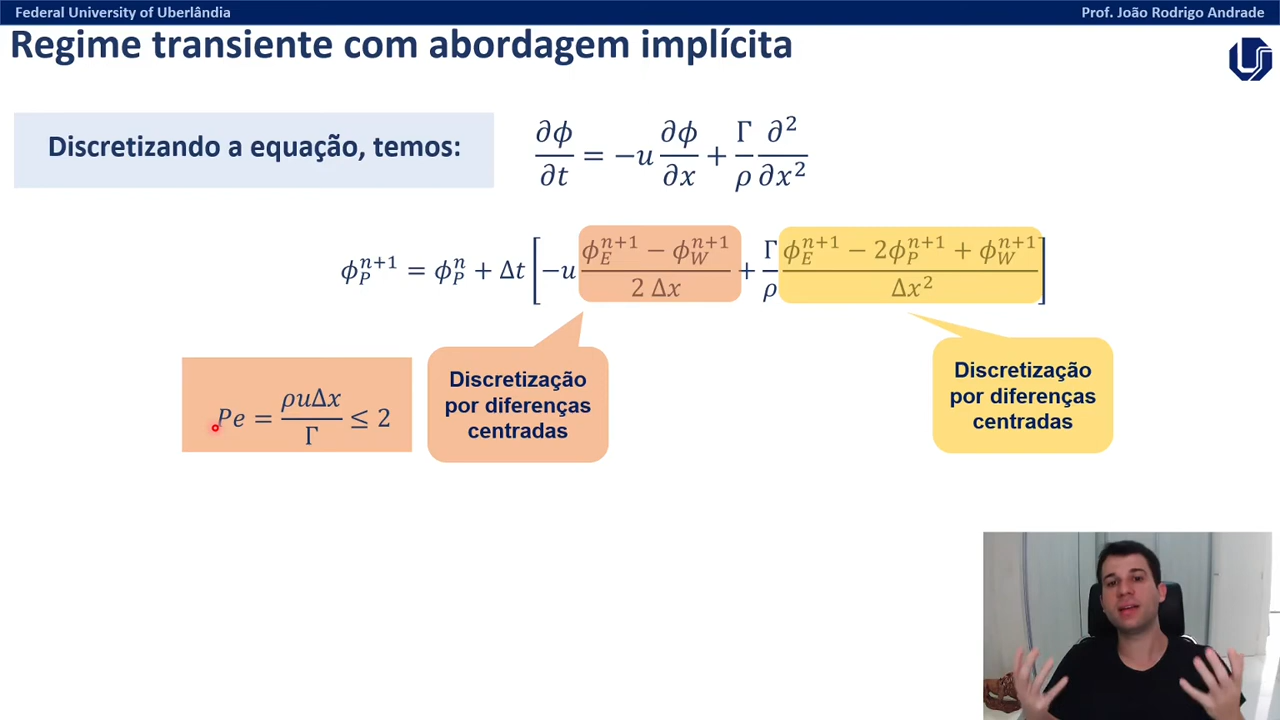 Federal University of Uberlândia
Prof. João Rodrigo Andrade
Regime transiente com abordagem implícita
Discretizando a equação, temos:
∂ϕ/∂t = −u ∂ϕ/∂x + Γ/ρ ∂²/∂x²
ϕ_P^{n+1} = ϕ_P^n + Δt [−u (ϕ_E^{n+1} − ϕ_W^{n+1})/(2 Δx) + Γ/ρ (ϕ_E^{n+1} − 2ϕ_P^{n+1} + ϕ_W^{n+1})/Δx²]
Pe = ρuΔx/Γ ≤ 2
Discretização
por diferenças
centradas
Discretização
por diferenças
centradas